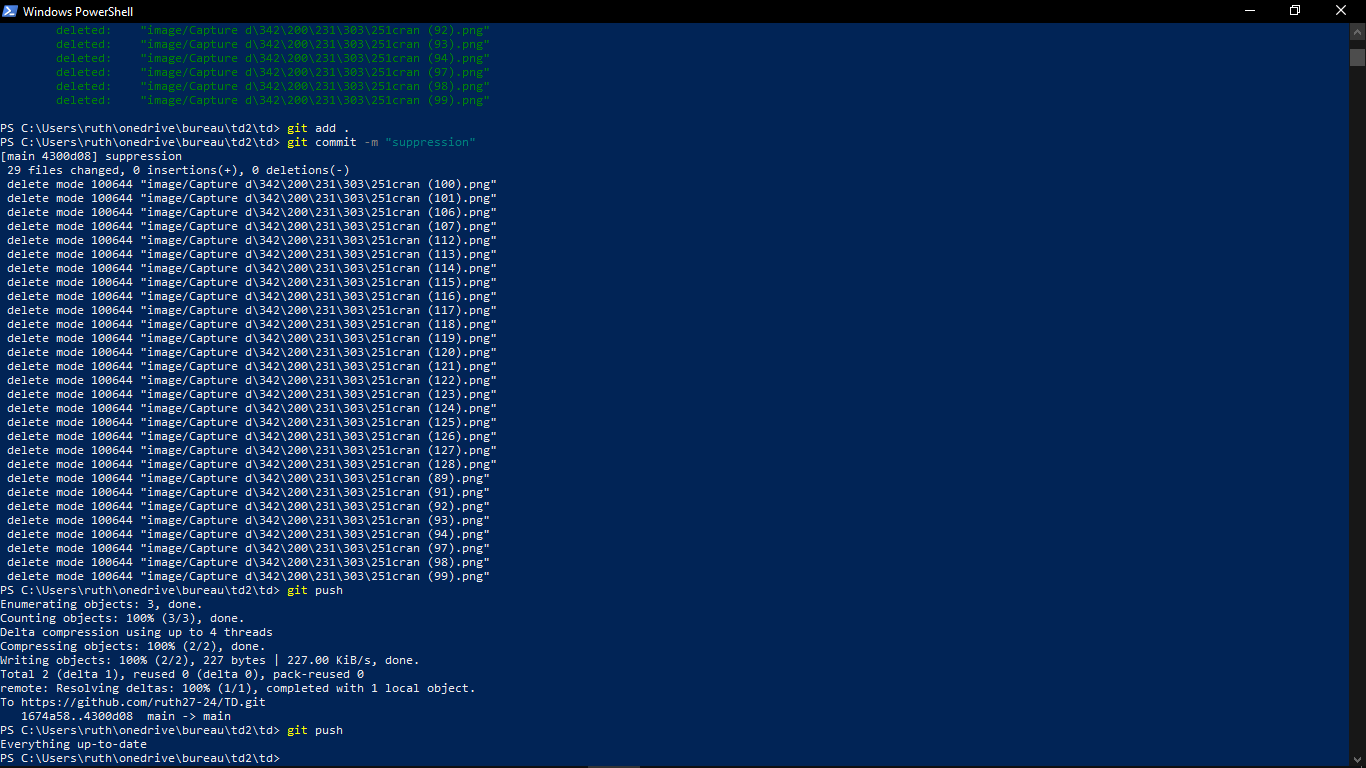 Windows PowerShell
deleted:    "image/Capture d\342\200\231\303\251cran (92).png"
deleted:    "image/Capture d\342\200\231\303\251cran (93).png"
deleted:    "image/Capture d\342\200\231\303\251cran (94).png"
deleted:    "image/Capture d\342\200\231\303\251cran (97).png"
deleted:    "image/Capture d\342\200\231\303\251cran (98).png"
deleted:    "image/Capture d\342\200\231\303\251cran (99).png"
PS C:\Users\ruth\onedrive\bureau\td2\td> git add .
PS C:\Users\ruth\onedrive\bureau\td2\td> git commit -m "suppression"
[main 4300d08] suppression
 29 files changed, 0 insertions(+), 0 deletions(-)
 delete mode 100644 "image/Capture d\342\200\231\303\251cran (100).png"
 delete mode 100644 "image/Capture d\342\200\231\303\251cran (101).png"
 delete mode 100644 "image/Capture d\342\200\231\303\251cran (106).png"
 delete mode 100644 "image/Capture d\342\200\231\303\251cran (107).png"
 delete mode 100644 "image/Capture d\342\200\231\303\251cran (112).png"
 delete mode 100644 "image/Capture d\342\200\231\303\251cran (113).png"
 delete mode 100644 "image/Capture d\342\200\231\303\251cran (114).png"
 delete mode 100644 "image/Capture d\342\200\231\303\251cran (115).png"
 delete mode 100644 "image/Capture d\342\200\231\303\251cran (116).png"
 delete mode 100644 "image/Capture d\342\200\231\303\251cran (117).png"
 delete mode 100644 "image/Capture d\342\200\231\303\251cran (118).png"
 delete mode 100644 "image/Capture d\342\200\231\303\251cran (119).png"
 delete mode 100644 "image/Capture d\342\200\231\303\251cran (120).png"
 delete mode 100644 "image/Capture d\342\200\231\303\251cran (121).png"
 delete mode 100644 "image/Capture d\342\200\231\303\251cran (122).png"
 delete mode 100644 "image/Capture d\342\200\231\303\251cran (123).png"
 delete mode 100644 "image/Capture d\342\200\231\303\251cran (124).png"
 delete mode 100644 "image/Capture d\342\200\231\303\251cran (125).png"
 delete mode 100644 "image/Capture d\342\200\231\303\251cran (126).png"
 delete mode 100644 "image/Capture d\342\200\231\303\251cran (127).png"
 delete mode 100644 "image/Capture d\342\200\231\303\251cran (128).png"
 delete mode 100644 "image/Capture d\342\200\231\303\251cran (89).png"
 delete mode 100644 "image/Capture d\342\200\231\303\251cran (91).png"
 delete mode 100644 "image/Capture d\342\200\231\303\251cran (92).png"
 delete mode 100644 "image/Capture d\342\200\231\303\251cran (93).png"
 delete mode 100644 "image/Capture d\342\200\231\303\251cran (94).png"
 delete mode 100644 "image/Capture d\342\200\231\303\251cran (97).png"
 delete mode 100644 "image/Capture d\342\200\231\303\251cran (98).png"
 delete mode 100644 "image/Capture d\342\200\231\303\251cran (99).png"
PS C:\Users\ruth\onedrive\bureau\td2\td> git push
Enumerating objects: 3, done.
Counting objects: 100% (3/3), done.
Delta compression using up to 4 threads
Compressing objects: 100% (2/2), done.
Writing objects: 100% (2/2), 227 bytes | 227.00 KiB/s, done.
Total 2 (delta 1), reused 0 (delta 0), pack-reused 0
remote: Resolving deltas: 100% (1/1), completed with 1 local object.
To https://github.com/ruth27-24/TD.git
   1674a58..4300d08  main -> main
PS C:\Users\ruth\onedrive\bureau\td2\td> git push
Everything up-to-date
PS C:\Users\ruth\onedrive\bureau\td2\td>